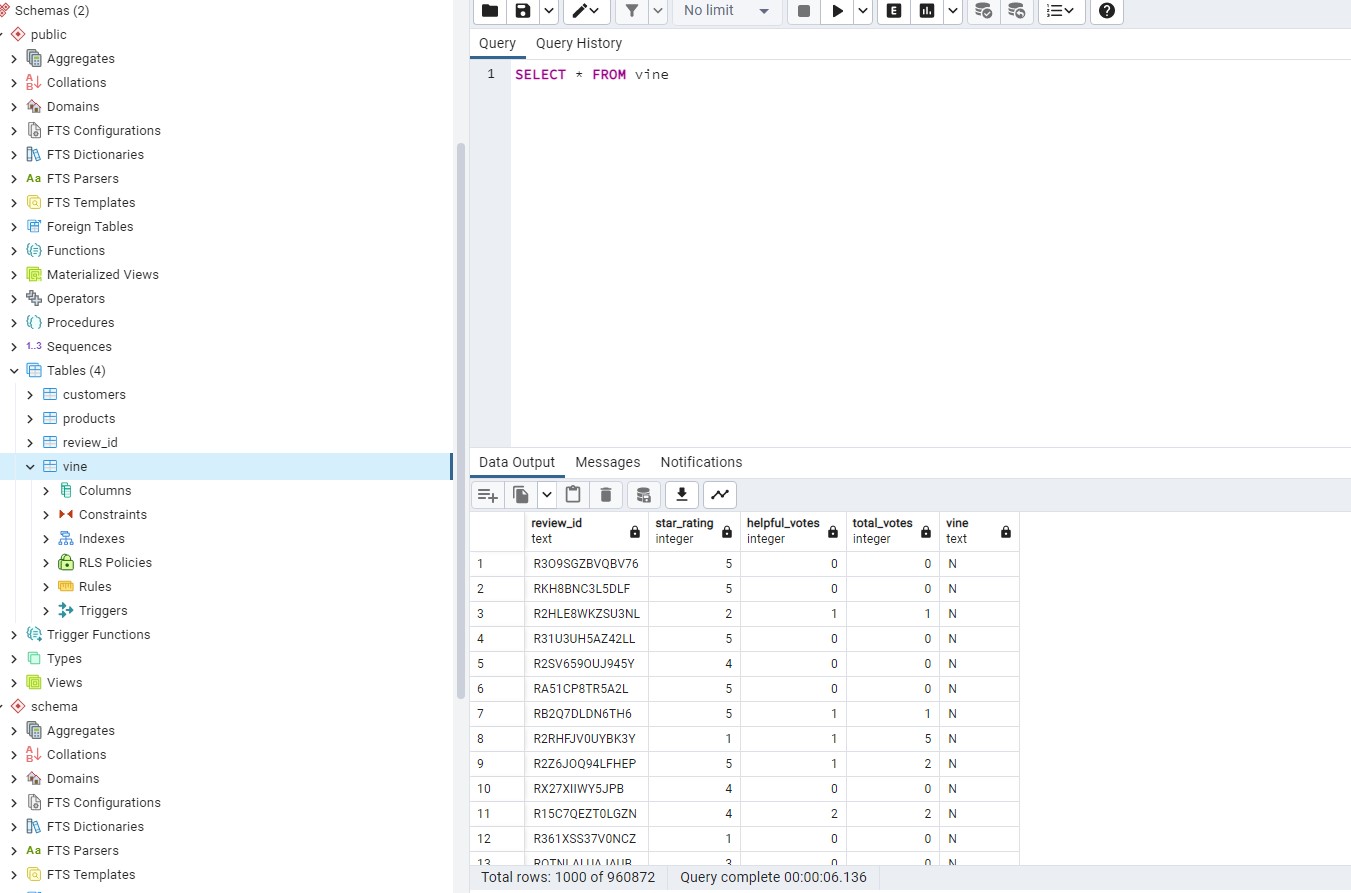 Schemas (2)
public
Aggregates
Collations
Domains
FTS Configurations
FTS Dictionaries
Aa FTS Parsers
FTS Templates
Foreign Tables
Functions
Materialized Views
Operators
Procedures
1..3 Sequences
Tables (4)
customers
products
review_id
vine
Columns
Constraints
Indexes
RLS Policies
Rules
Triggers
Trigger Functions
Types
Views
schema
Aggregates
Collations
Domains
FTS Configurations
FTS Dictionaries
Aa FTS Parsers
FTS Templates
No limit
E
Query Query History
1 SELECT * FROM vine
Data Output Messages Notifications
review_id star_rating helpful_votes total_votes vine
text integer integer integer text
1 R3O9SGZBVQBV76 5 0 0 N
2 RKH8BNC3L5DLF 5 0 0 N
3 R2HLE8WKZSU3NL 2 1 1 N
4 R31U3UH5AZ42LL 5 0 0 N
5 R2SV659OUJ945Y 4 0 0 N
6 RA51CP8TR5A2L 5 0 0 N
7 RB2Q7DLDN6TH6 5 1 1 N
8 R2RHFJV0UYBK3Y 1 1 5 N
9 R2Z6JOQ94LFHEP 5 1 2 N
10 RX27XIIWY5JPB 4 0 0 N
11 R15C7QEZT0LGZN 4 2 2 N
12 R361XSS37V0NCZ 1 0 0 N
13 3 0 0 N
Total rows: 1000 of 960872 Query complete 00:00:06.136